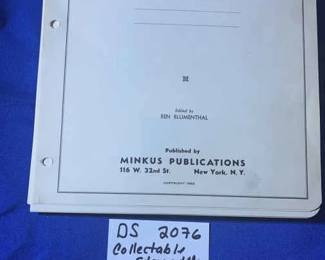 Edited by
BEN BLUMENTHAL
Published by
MINKUS PUBLICATIONS
116 W. 32nd St. New York, N. Y.
DS 2076
Collectable